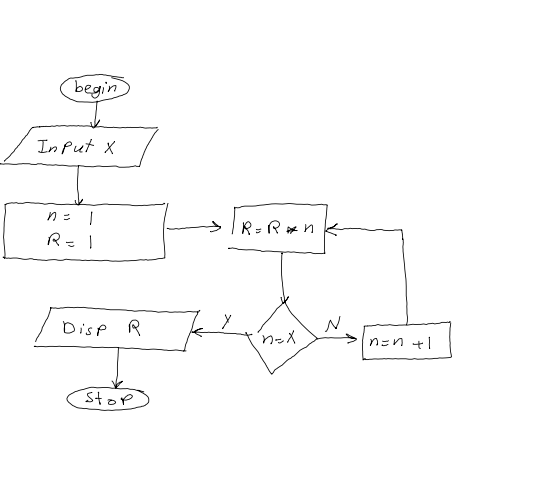 begin
Input X
n = 1
R = 1
R = R * n
n = X
Y
N
n = n + 1
Disp R
Stop